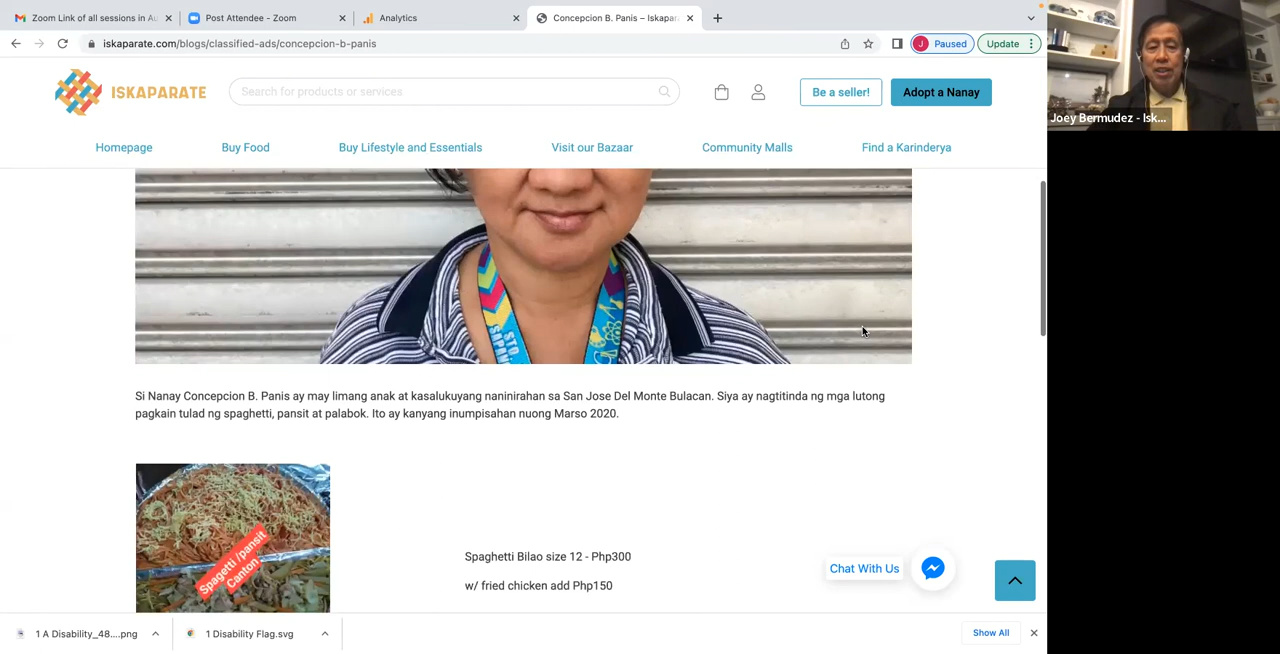 Zoom Link of all sessions in Au
Post Attendee - Zoom
Analytics
Concepcion B. Panis – Iskapar
iskaparate.com/blogs/classified-ads/concepcion-b-panis
J Paused
Update
Joey Bermudez - Isk...
ISKAPARATE
Search for products or services
Be a seller!
Adopt a Nanay
Homepage
Buy Food
Buy Lifestyle and Essentials
Visit our Bazaar
Community Malls
Find a Karinderya
STO.
Si Nanay Concepcion B. Panis ay may limang anak at kasalukuyang naninirahan sa San Jose Del Monte Bulacan. Siya ay nagtitinda ng mga lutong
pagkain tulad ng spaghetti, pansit at palabok. Ito ay kanyang inumpisahan nuong Marso 2020.
Spagetti /pansit
Canton
Spaghetti Bilao size 12 - Php300
w/ fried chicken add Php150
Chat With Us
1 A Disability_48....png
1 Disability Flag.svg
Show All